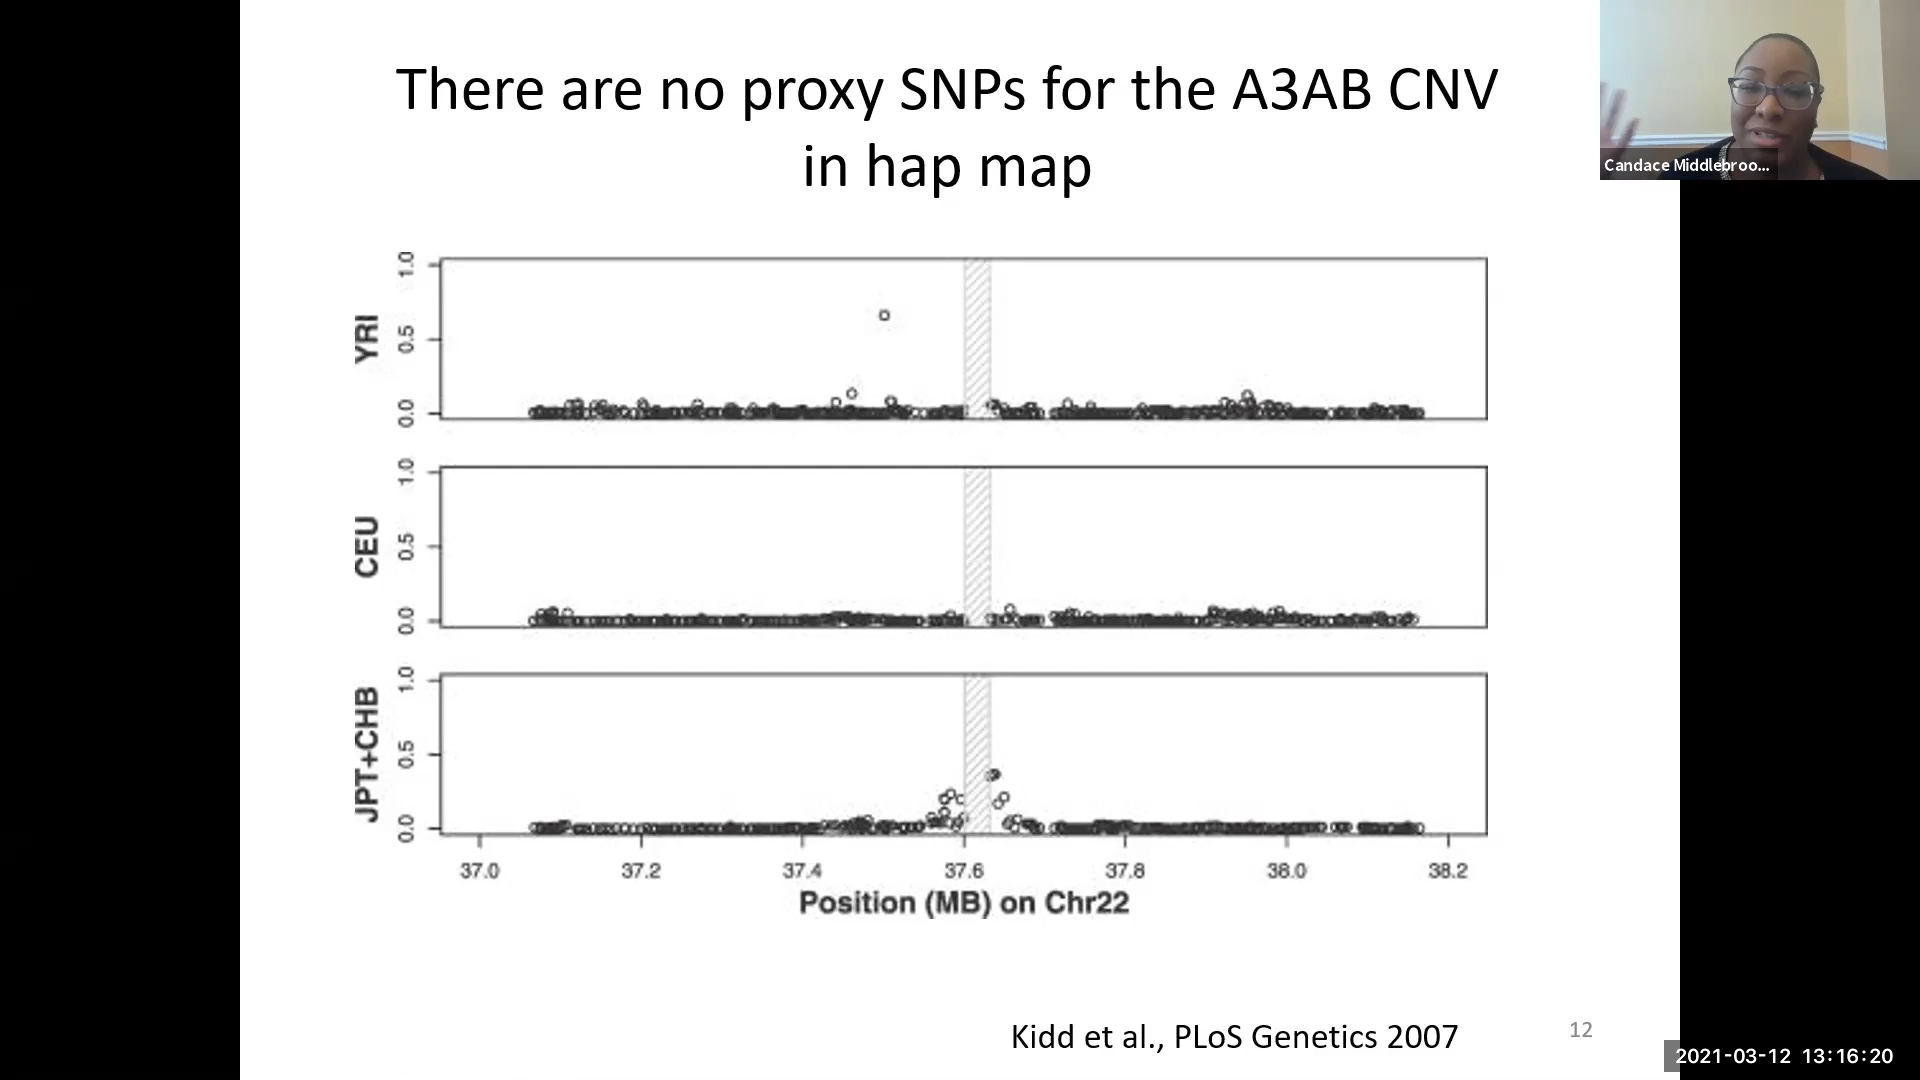 There are no proxy SNPs for the A3AB CNV
in hap map
Candace Middlebroo...
YRI
1.0
0.5
0.0
CEU
1.0
0.5
0.0
JPT+CHB
1.0
0.5
0.0
37.0 37.2 37.4 37.6 37.8 38.0 38.2
Position (MB) on Chr22
Kidd et al., PLoS Genetics 2007
12
2021-03-12 13:16:20